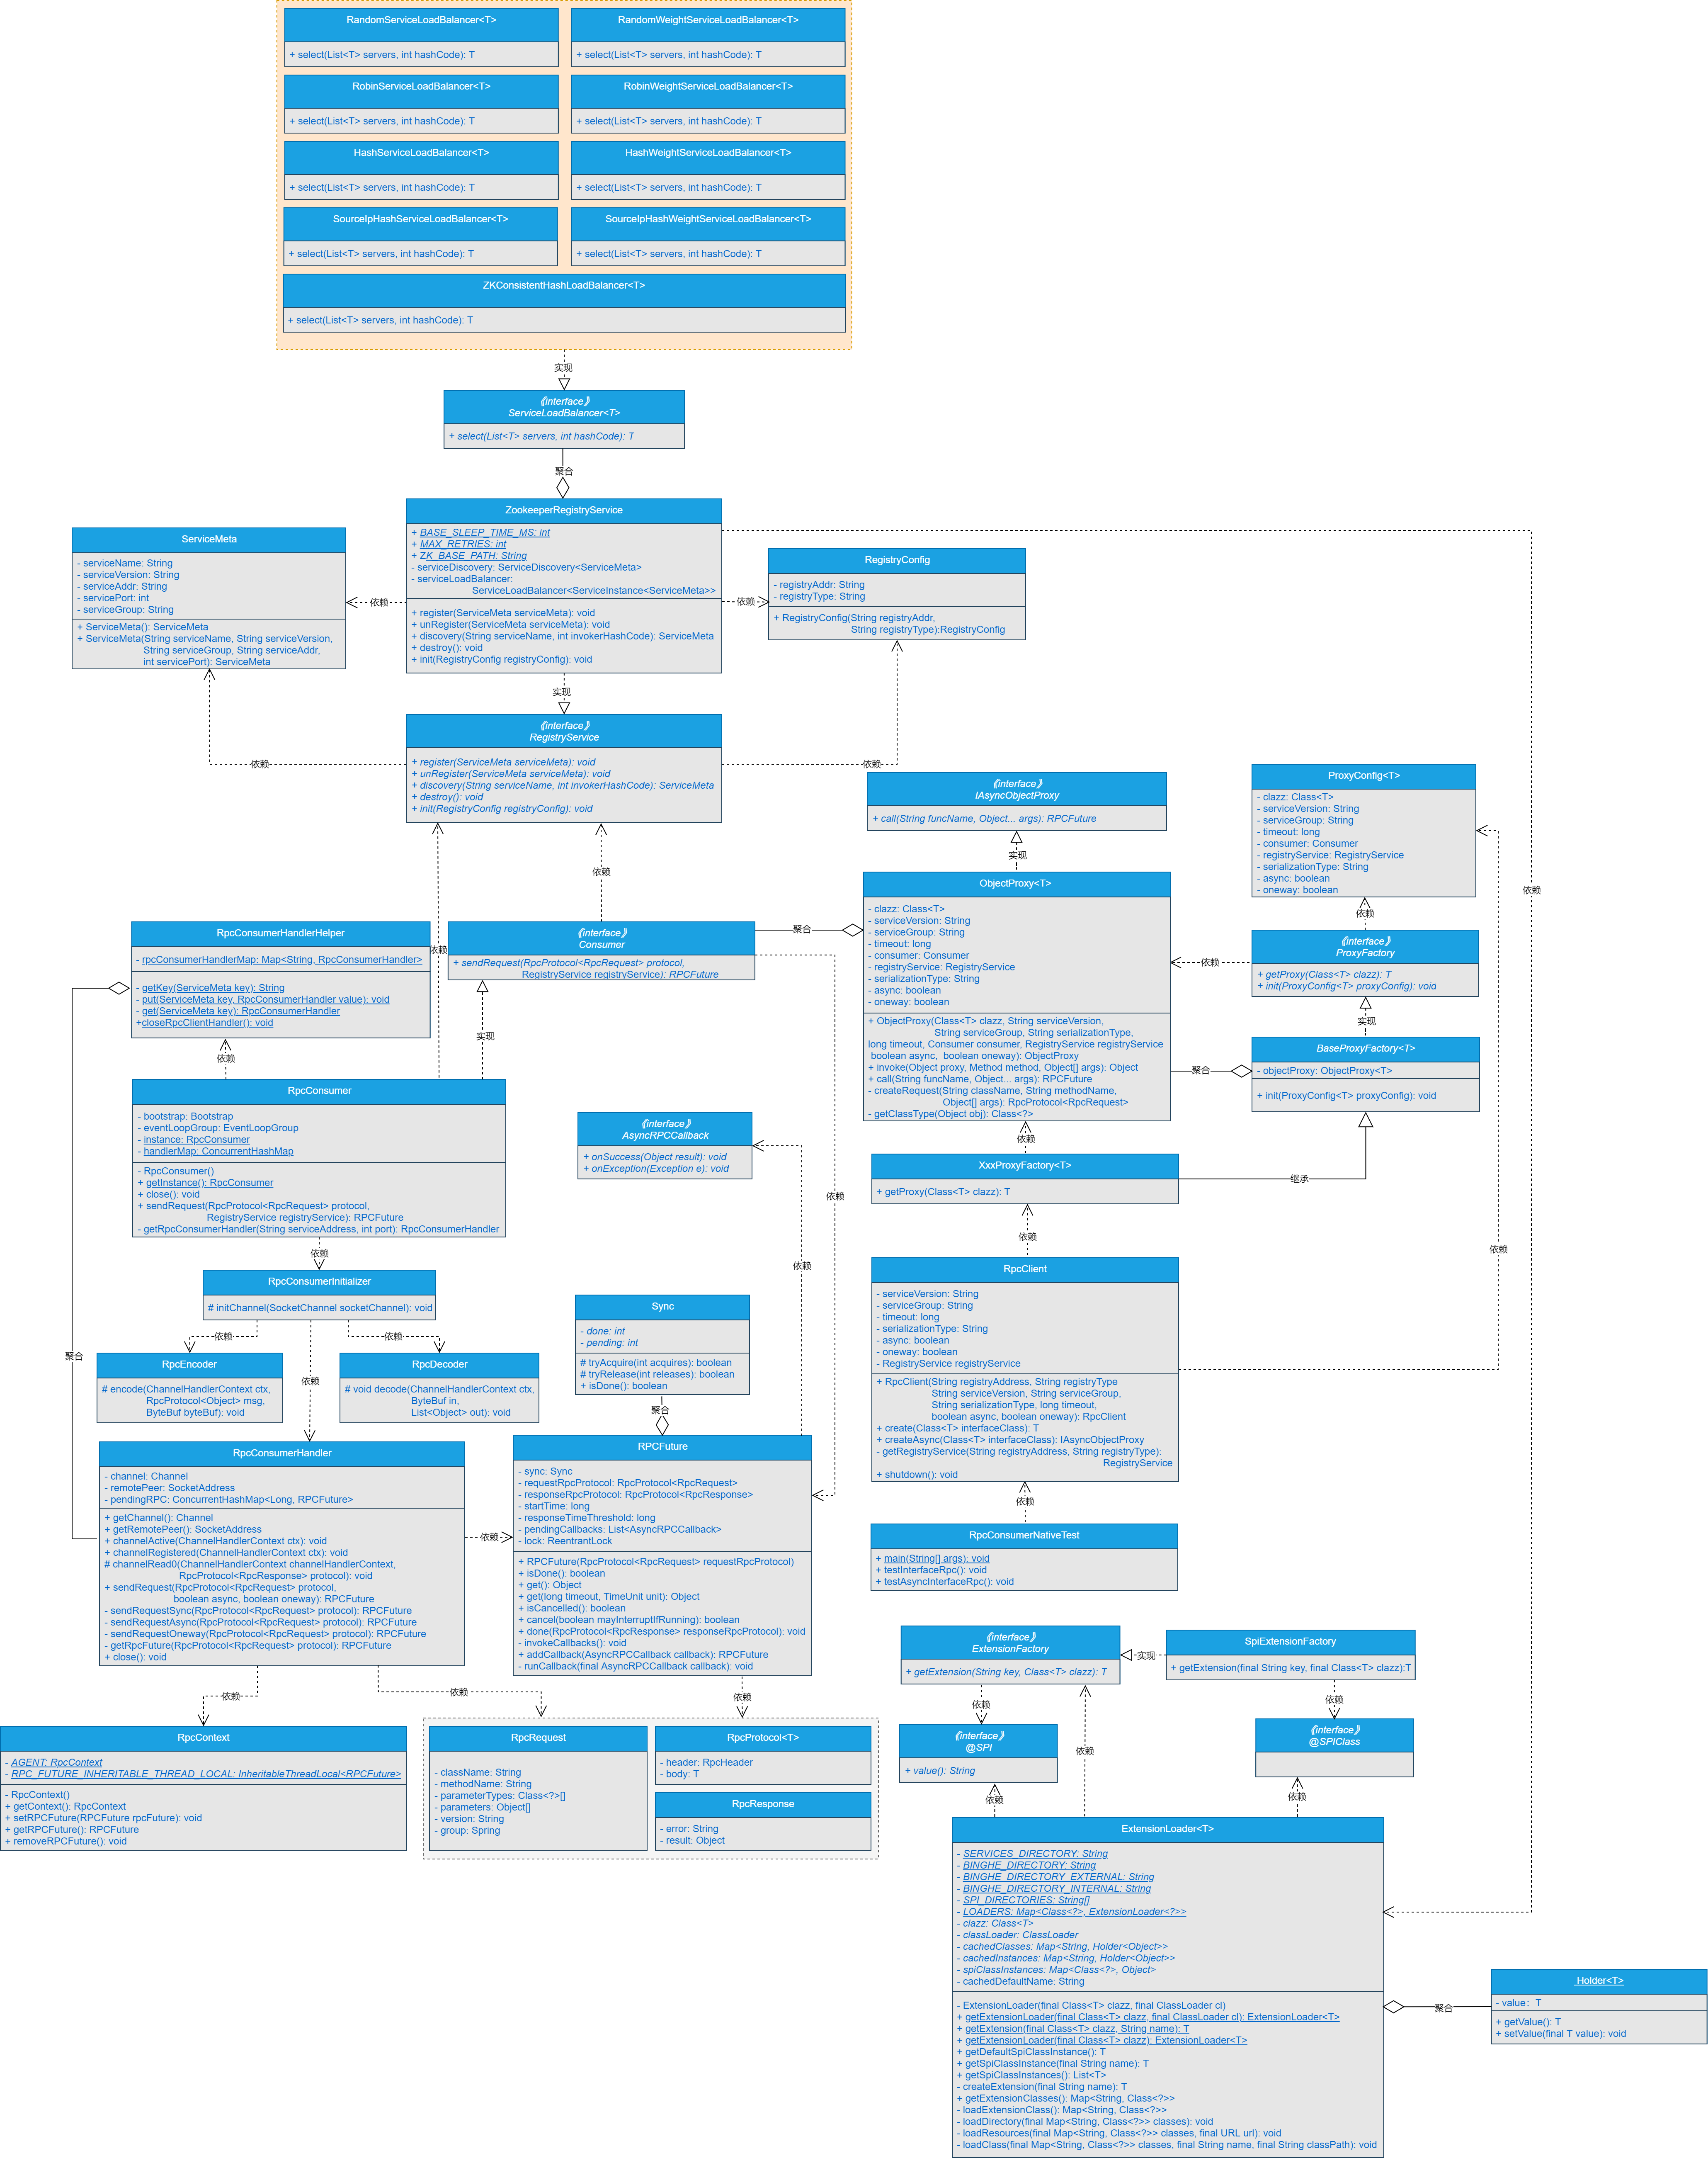 RandomServiceLoadBalancer<T>
+ select(List<T> servers, int hashCode): T
RandomWeightServiceLoadBalancer<T>
+ select(List<T> servers, int hashCode): T
RobinServiceLoadBalancer<T>
+ select(List<T> servers, int hashCode): T
RobinWeightServiceLoadBalancer<T>
+ select(List<T> servers, int hashCode): T
HashServiceLoadBalancer<T>
+ select(List<T> servers, int hashCode): T
HashWeightServiceLoadBalancer<T>
+ select(List<T> servers, int hashCode): T
SourceIpHashServiceLoadBalancer<T>
+ select(List<T> servers, int hashCode): T
SourceIpHashWeightServiceLoadBalancer<T>
+ select(List<T> servers, int hashCode): T
ZKConsistentHashLoadBalancer<T>
+ select(List<T> servers, int hashCode): T
实现
《interface》
ServiceLoadBalancer<T>
+ select(List<T> servers, int hashCode): T
聚合
ZookeeperRegistryService
+ BASE_SLEEP_TIME_MS: int
+ MAX_RETRIES: int
+ ZK_BASE_PATH: String
- serviceDiscovery: ServiceDiscovery<ServiceMeta>
- serviceLoadBalancer:
ServiceLoadBalancer<ServiceInstance<ServiceMeta>>
+ register(ServiceMeta serviceMeta): void
+ unRegister(ServiceMeta serviceMeta): void
+ discovery(String serviceName, int invokerHashCode): ServiceMeta
+ destroy(): void
+ init(RegistryConfig registryConfig): void
ServiceMeta
- serviceName: String
- serviceVersion: String
- serviceAddr: String
- servicePort: int
- serviceGroup: String
+ ServiceMeta(): ServiceMeta
+ ServiceMeta(String serviceName, String serviceVersion,
String serviceGroup, String serviceAddr,
int servicePort): ServiceMeta
依赖
依赖
RegistryConfig
- registryAddr: String
- registryType: String
+ RegistryConfig(String registryAddr,
String registryType):RegistryConfig
实现
《interface》
RegistryService
+ register(ServiceMeta serviceMeta): void
+ unRegister(ServiceMeta serviceMeta): void
+ discovery(String serviceName, int invokerHashCode): ServiceMeta
+ destroy(): void
+ init(RegistryConfig registryConfig): void
依赖
依赖
《interface》
IAsyncObjectProxy
+ call(String funcName, Object... args): RPCFuture
实现
ProxyConfig<T>
- clazz: Class<T>
- serviceVersion: String
- serviceGroup: String
- timeout: long
- consumer: Consumer
- registryService: RegistryService
- serializationType: String
- async: boolean
- oneway: boolean
依赖
依赖
ObjectProxy<T>
- clazz: Class<T>
- serviceVersion: String
- serviceGroup: String
- timeout: long
- consumer: Consumer
- registryService: RegistryService
- serializationType: String
- async: boolean
- oneway: boolean
+ ObjectProxy(Class<T> clazz, String serviceVersion,
String serviceGroup, String serializationType,
long timeout, Consumer consumer, RegistryService registryService
boolean async,  boolean oneway): ObjectProxy
+ invoke(Object proxy, Method method, Object[] args): Object
+ call(String funcName, Object... args): RPCFuture
- createRequest(String className, String methodName,
Object[] args): RpcProtocol<RpcRequest>
- getClassType(Object obj): Class<?>
依赖
《interface》
ProxyFactory
+ getProxy(Class<T> clazz): T
+ init(ProxyConfig<T> proxyConfig): void
依赖
实现
BaseProxyFactory<T>
- objectProxy: ObjectProxy<T>
+ init(ProxyConfig<T> proxyConfig): void
聚合
RpcConsumerHandlerHelper
- rpcConsumerHandlerMap: Map<String, RpcConsumerHandler>
- getKey(ServiceMeta key): String
- put(ServiceMeta key, RpcConsumerHandler value): void
- get(ServiceMeta key): RpcConsumerHandler
+closeRpcClientHandler(): void
依赖
《interface》
Consumer
+ sendRequest(RpcProtocol<RpcRequest> protocol,
RegistryService registryService): RPCFuture
聚合
依赖
实现
RpcConsumer
- bootstrap: Bootstrap
- eventLoopGroup: EventLoopGroup
- instance: RpcConsumer
- handlerMap: ConcurrentHashMap
- RpcConsumer()
+ getInstance(): RpcConsumer
+ close(): void
+ sendRequest(RpcProtocol<RpcRequest> protocol,
RegistryService registryService): RPCFuture
- getRpcConsumerHandler(String serviceAddress, int port): RpcConsumerHandler
《interface》
AsyncRPCCallback
+ onSuccess(Object result): void
+ onException(Exception e): void
依赖
依赖
依赖
XxxProxyFactory<T>
+ getProxy(Class<T> clazz): T
继承
依赖
依赖
RpcClient
- serviceVersion: String
- serviceGroup: String
- timeout: long
- serializationType: String
- async: boolean
- oneway: boolean
- RegistryService registryService
+ RpcClient(String registryAddress, String registryType
String serviceVersion, String serviceGroup,
String serializationType, long timeout,
boolean async, boolean oneway): RpcClient
+ create(Class<T> interfaceClass): T
+ createAsync(Class<T> interfaceClass): IAsyncObjectProxy
- getRegistryService(String registryAddress, String registryType):
RegistryService
+ shutdown(): void
依赖
RpcConsumerNativeTest
+ main(String[] args): void
+ testInterfaceRpc(): void
+ testAsyncInterfaceRpc(): void
依赖
RpcConsumerInitializer
# initChannel(SocketChannel socketChannel): void
依赖
依赖
依赖
聚合
RpcEncoder
# encode(ChannelHandlerContext ctx,
RpcProtocol<Object> msg,
ByteBuf byteBuf): void
RpcDecoder
# void decode(ChannelHandlerContext ctx,
ByteBuf in,
List<Object> out): void
Sync
- done: int
- pending: int
# tryAcquire(int acquires): boolean
# tryRelease(int releases): boolean
+ isDone(): boolean
聚合
RpcConsumerHandler
- channel: Channel
- remotePeer: SocketAddress
- pendingRPC: ConcurrentHashMap<Long, RPCFuture>
+ getChannel(): Channel
+ getRemotePeer(): SocketAddress
+ channelActive(ChannelHandlerContext ctx): void
+ channelRegistered(ChannelHandlerContext ctx): void
# channelRead0(ChannelHandlerContext channelHandlerContext,
RpcProtocol<RpcResponse> protocol): void
+ sendRequest(RpcProtocol<RpcRequest> protocol,
boolean async, boolean oneway): RPCFuture
- sendRequestSync(RpcProtocol<RpcRequest> protocol): RPCFuture
- sendRequestAsync(RpcProtocol<RpcRequest> protocol): RPCFuture
- sendRequestOneway(RpcProtocol<RpcRequest> protocol): RPCFuture
- getRpcFuture(RpcProtocol<RpcRequest> protocol): RPCFuture
+ close(): void
依赖
RPCFuture
- sync: Sync
- requestRpcProtocol: RpcProtocol<RpcRequest>
- responseRpcProtocol: RpcProtocol<RpcResponse>
- startTime: long
- responseTimeThreshold: long
- pendingCallbacks: List<AsyncRPCCallback>
- lock: ReentrantLock
+ RPCFuture(RpcProtocol<RpcRequest> requestRpcProtocol)
+ isDone(): boolean
+ get(): Object
+ get(long timeout, TimeUnit unit): Object
+ isCancelled(): boolean
+ cancel(boolean mayInterruptIfRunning): boolean
+ done(RpcProtocol<RpcResponse> responseRpcProtocol): void
- invokeCallbacks(): void
+ addCallback(AsyncRPCCallback callback): RPCFuture
- runCallback(final AsyncRPCCallback callback): void
依赖
依赖
依赖
RpcContext
- AGENT: RpcContext
- RPC_FUTURE_INHERITABLE_THREAD_LOCAL: InheritableThreadLocal<RPCFuture>
- RpcContext()
+ getContext(): RpcContext
+ setRPCFuture(RPCFuture rpcFuture): void
+ getRPCFuture(): RPCFuture
+ removeRPCFuture(): void
RpcRequest
- className: String
- methodName: String
- parameterTypes: Class<?>[]
- parameters: Object[]
- version: String
- group: Spring
RpcProtocol<T>
- header: RpcHeader
- body: T
RpcResponse
- error: String
- result: Object
《interface》
ExtensionFactory
+ getExtension(String key, Class<T> clazz): T
实现
SpiExtensionFactory
+ getExtension(final String key, final Class<T> clazz):T
依赖
依赖
《interface》
@SPI
+ value(): String
依赖
《interface》
@SPIClass
依赖
依赖
ExtensionLoader<T>
- SERVICES_DIRECTORY: String
- BINGHE_DIRECTORY: String
- BINGHE_DIRECTORY_EXTERNAL: String
- BINGHE_DIRECTORY_INTERNAL: String
- SPI_DIRECTORIES: String[]
- LOADERS: Map<Class<?>, ExtensionLoader<?>>
- clazz: Class<T>
- classLoader: ClassLoader
- cachedClasses: Map<String, Holder<Object>>
- cachedInstances: Map<String, Holder<Object>>
- spiClassInstances: Map<Class<?>, Object>
- cachedDefaultName: String
- ExtensionLoader(final Class<T> clazz, final ClassLoader cl)
+ getExtensionLoader(final Class<T> clazz, final ClassLoader cl): ExtensionLoader<T>
+ getExtension(final Class<T> clazz, String name): T
+ getExtensionLoader(final Class<T> clazz): ExtensionLoader<T>
+ getDefaultSpiClassInstance(): T
+ getSpiClassInstance(final String name): T
+ getSpiClassInstances(): List<T>
- createExtension(final String name): T
+ getExtensionClasses(): Map<String, Class<?>>
- loadExtensionClass(): Map<String, Class<?>>
- loadDirectory(final Map<String, Class<?>> classes): void
- loadResources(final Map<String, Class<?>> classes, final URL url): void
- loadClass(final Map<String, Class<?>> classes, final String name, final String classPath): void
聚合
Holder<T>
- value：T
+ getValue(): T
+ setValue(final T value): void